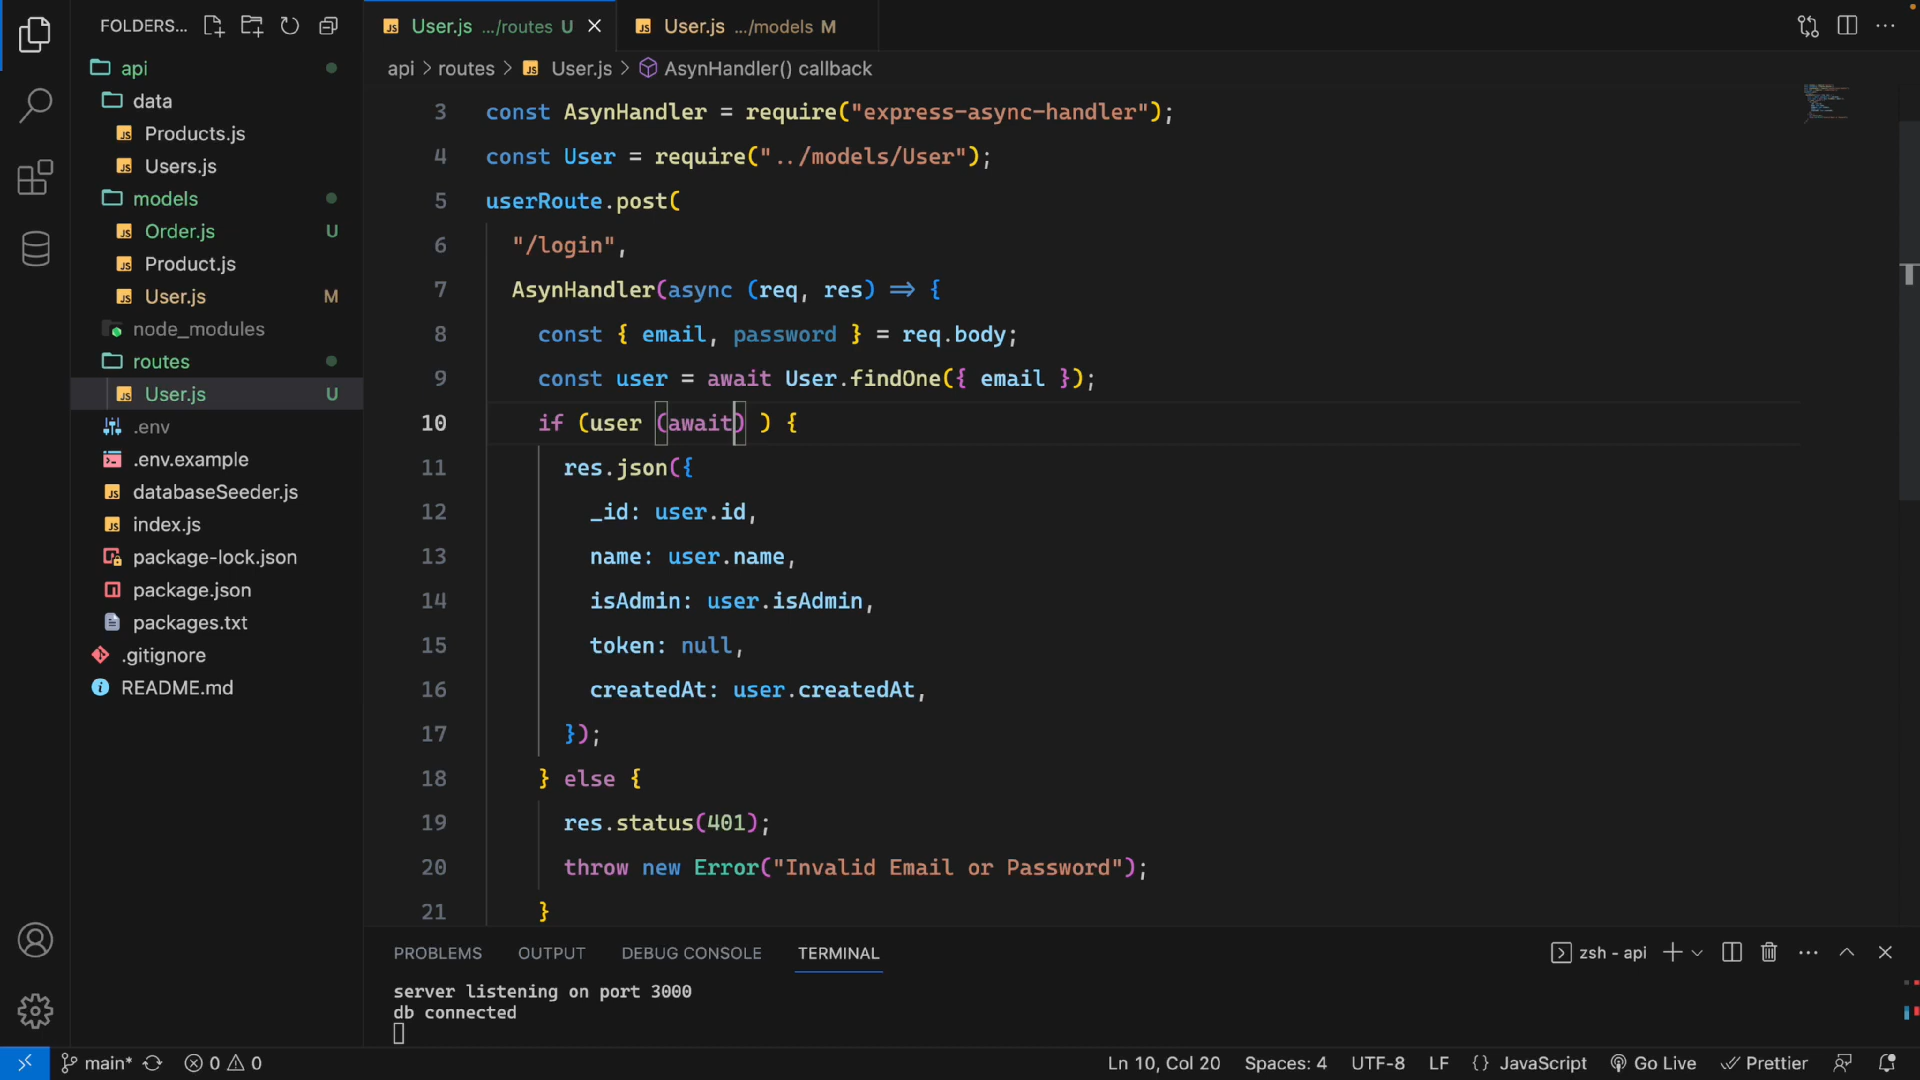 FOLDERS...
api
data
Products.js
Users.js
models
Order.js U
Product.js
User.js M
node_modules
routes
User.js U
.env
.env.example
databaseSeeder.js
index.js
package-lock.json
package.json
packages.txt
.gitignore
README.md
User.js .../routes U
User.js .../models M
api > routes > User.js > AsynHandler() callback
3 const AsynHandler = require("express-async-handler");
4 const User = require("../models/User");
5 userRoute.post(
6 "/login",
7 AsynHandler(async (req, res) => {
8 const { email, password } = req.body;
9 const user = await User.findOne({ email });
10 if (user (await) ) {
11 res.json({
12 _id: user.id,
13 name: user.name,
14 isAdmin: user.isAdmin,
15 token: null,
16 createdAt: user.createdAt,
17 });
18 } else {
19 res.status(401);
20 throw new Error("Invalid Email or Password");
21 }
PROBLEMS OUTPUT DEBUG CONSOLE TERMINAL
zsh - api
server listening on port 3000
db connected
main* 0 0
Ln 10, Col 20 Spaces: 4 UTF-8 LF {} JavaScript Go Live Prettier